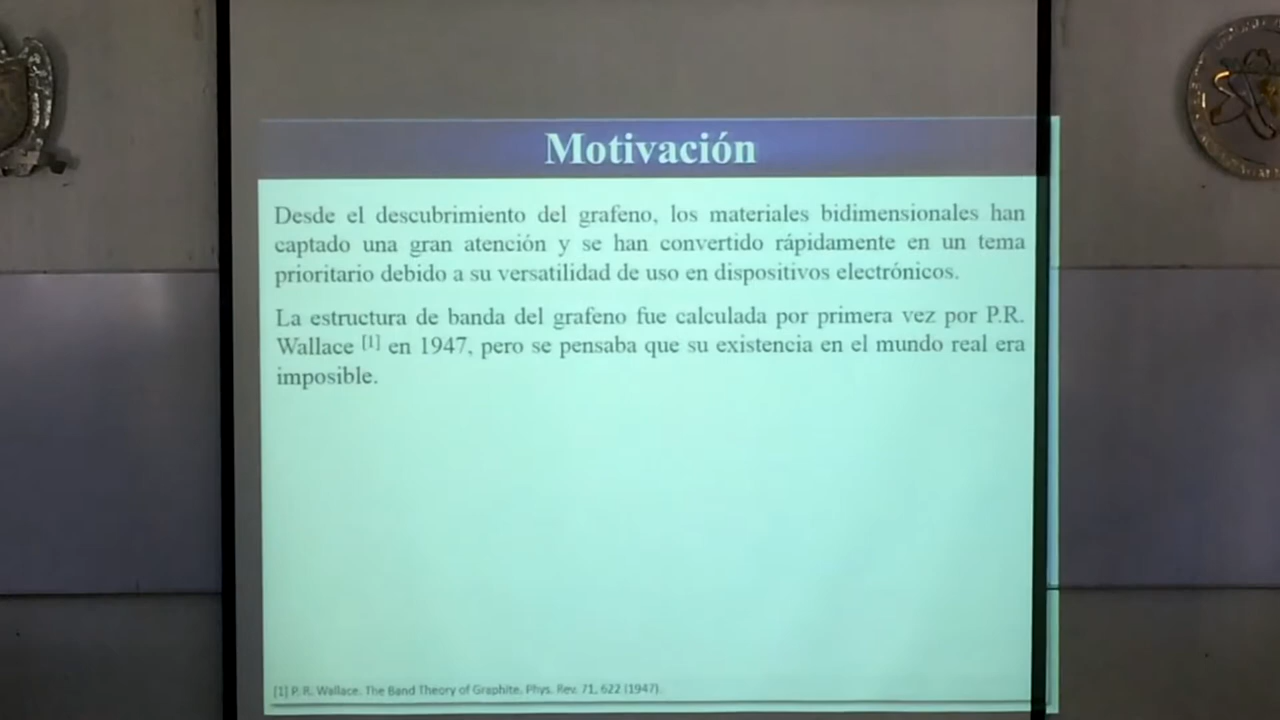 Motivación
Desde el descubrimiento del grafeno, los materiales bidimensionales han
captado una gran atención y se han convertido rápidamente en un tema
prioritario debido a su versatilidad de uso en dispositivos electrónicos.
La estructura de banda del grafeno fue calculada por primera vez por P.R.
Wallace [1] en 1947, pero se pensaba que su existencia en el mundo real era
imposible.
[1] P. R. Wallace. The Band Theory of Graphite. Phys. Rev. 71, 622 (1947).